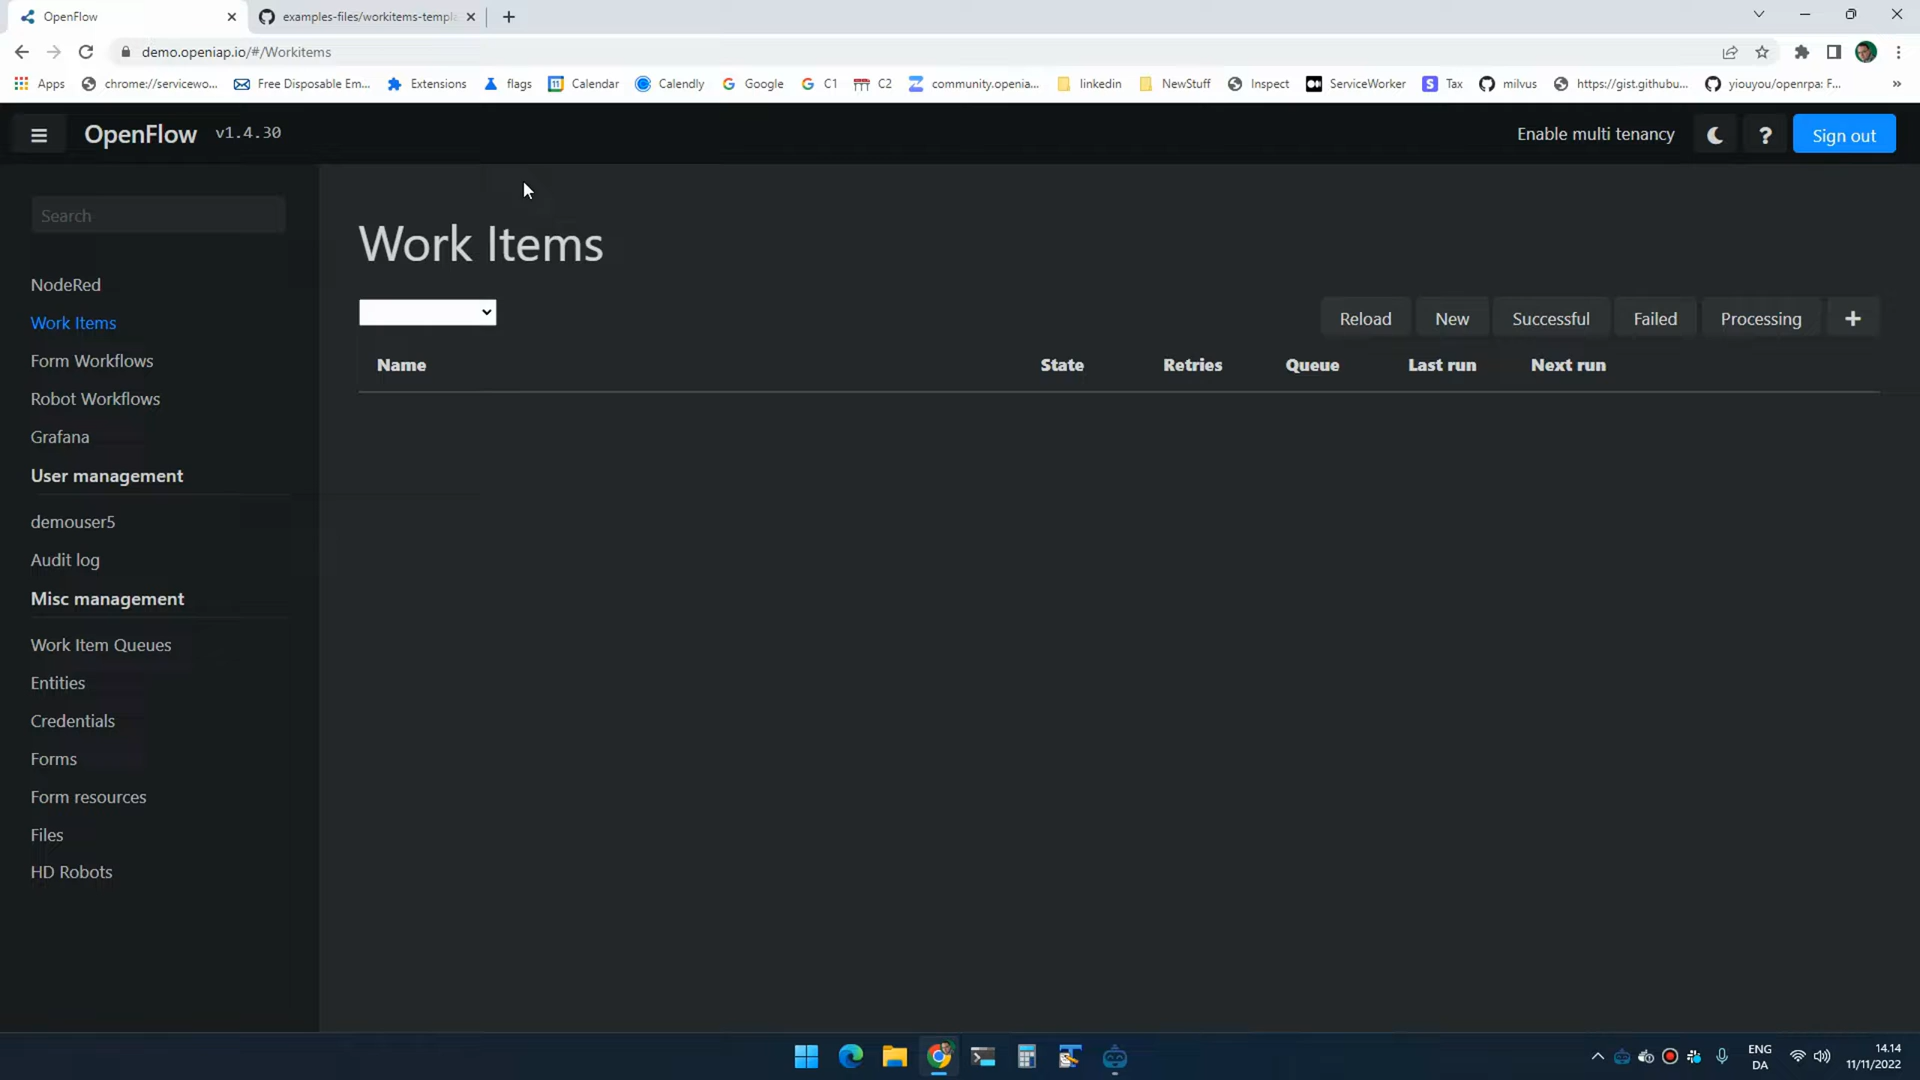 OpenFlow
examples-files/workitems-templ
demo.openiap.io/#/Workitems
Apps
chrome://servicewo...
Free Disposable Em...
Extensions
flags
Calendar
Calendly
Google
C1
C2
community.openia...
linkedin
NewStuff
Inspect
ServiceWorker
Tax
milvus
https://gist.githubu...
yiouyou/openrpa: F...
OpenFlow v1.4.30
Enable multi tenancy
?
Sign out
Search
NodeRed
Work Items
Form Workflows
Robot Workflows
Grafana
User management
demouser5
Audit log
Misc management
Work Item Queues
Entities
Credentials
Forms
Form resources
Files
HD Robots
Work Items
Reload
New
Successful
Failed
Processing
+
Name State Retries Queue Last run Next run
ENG
DA
14.14
11/11/2022